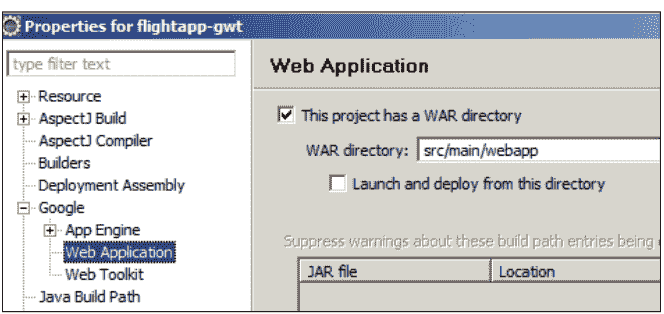 Properties for flightapp-gwt
type filter text
Resource
AspectJ Build
AspectJ Compiler
Builders
Deployment Assembly
Google
App Engine
Web Application
Web Toolkit
Java Build Path
Web Application
This project has a WAR directory
WAR directory: src/main/webapp
Launch and deploy from this directory
Suppress warnings about these build path entries being
JAR file Location